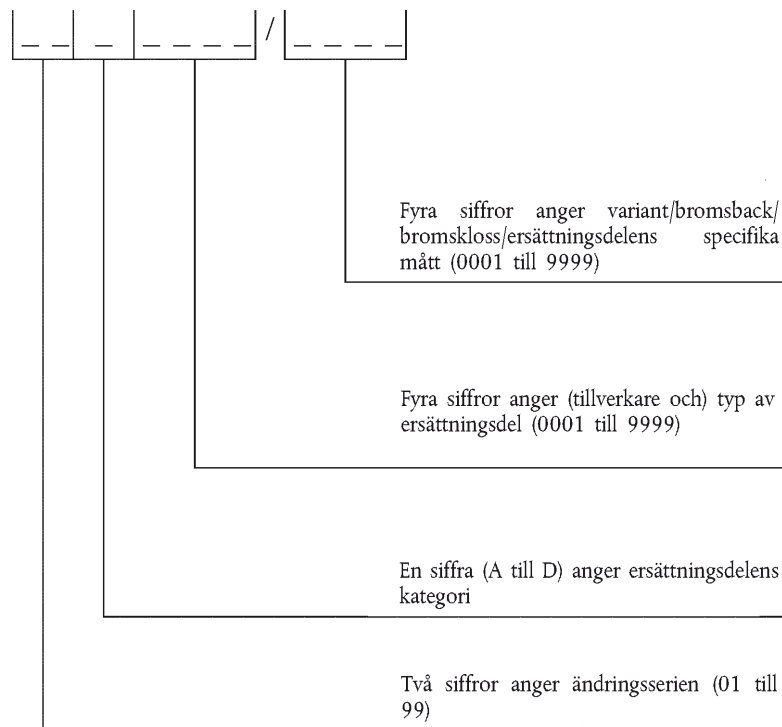 _ _ _ _ _ _ _ / _ _ _ _
Fyra siffror anger variant/bromsback/
bromskloss/ersättningsdelens specifika
mått (0001 till 9999)
Fyra siffror anger (tillverkare och) typ av
ersättningsdel (0001 till 9999)
En siffra (A till D) anger ersättningsdelens
kategori
Två siffror anger ändringsserien (01 till
99)